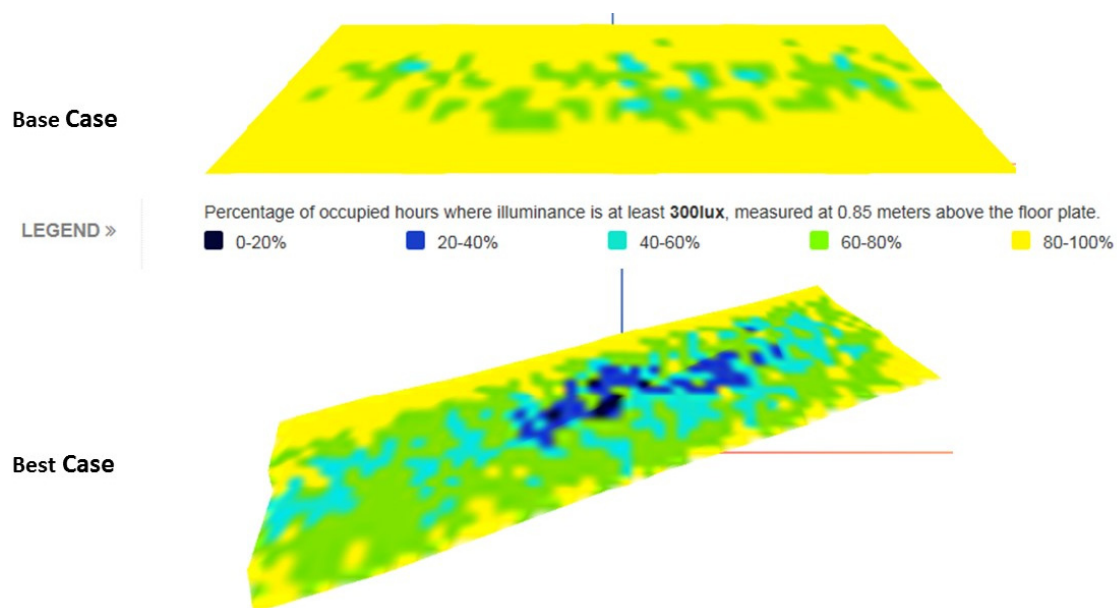 Base Case
Percentage of occupied hours where illuminance is at least 300lux, measured at 0.85 meters above the floor plate.
LEGEND »
0-20% 20-40% 40-60% 60-80% 80-100%
Best Case